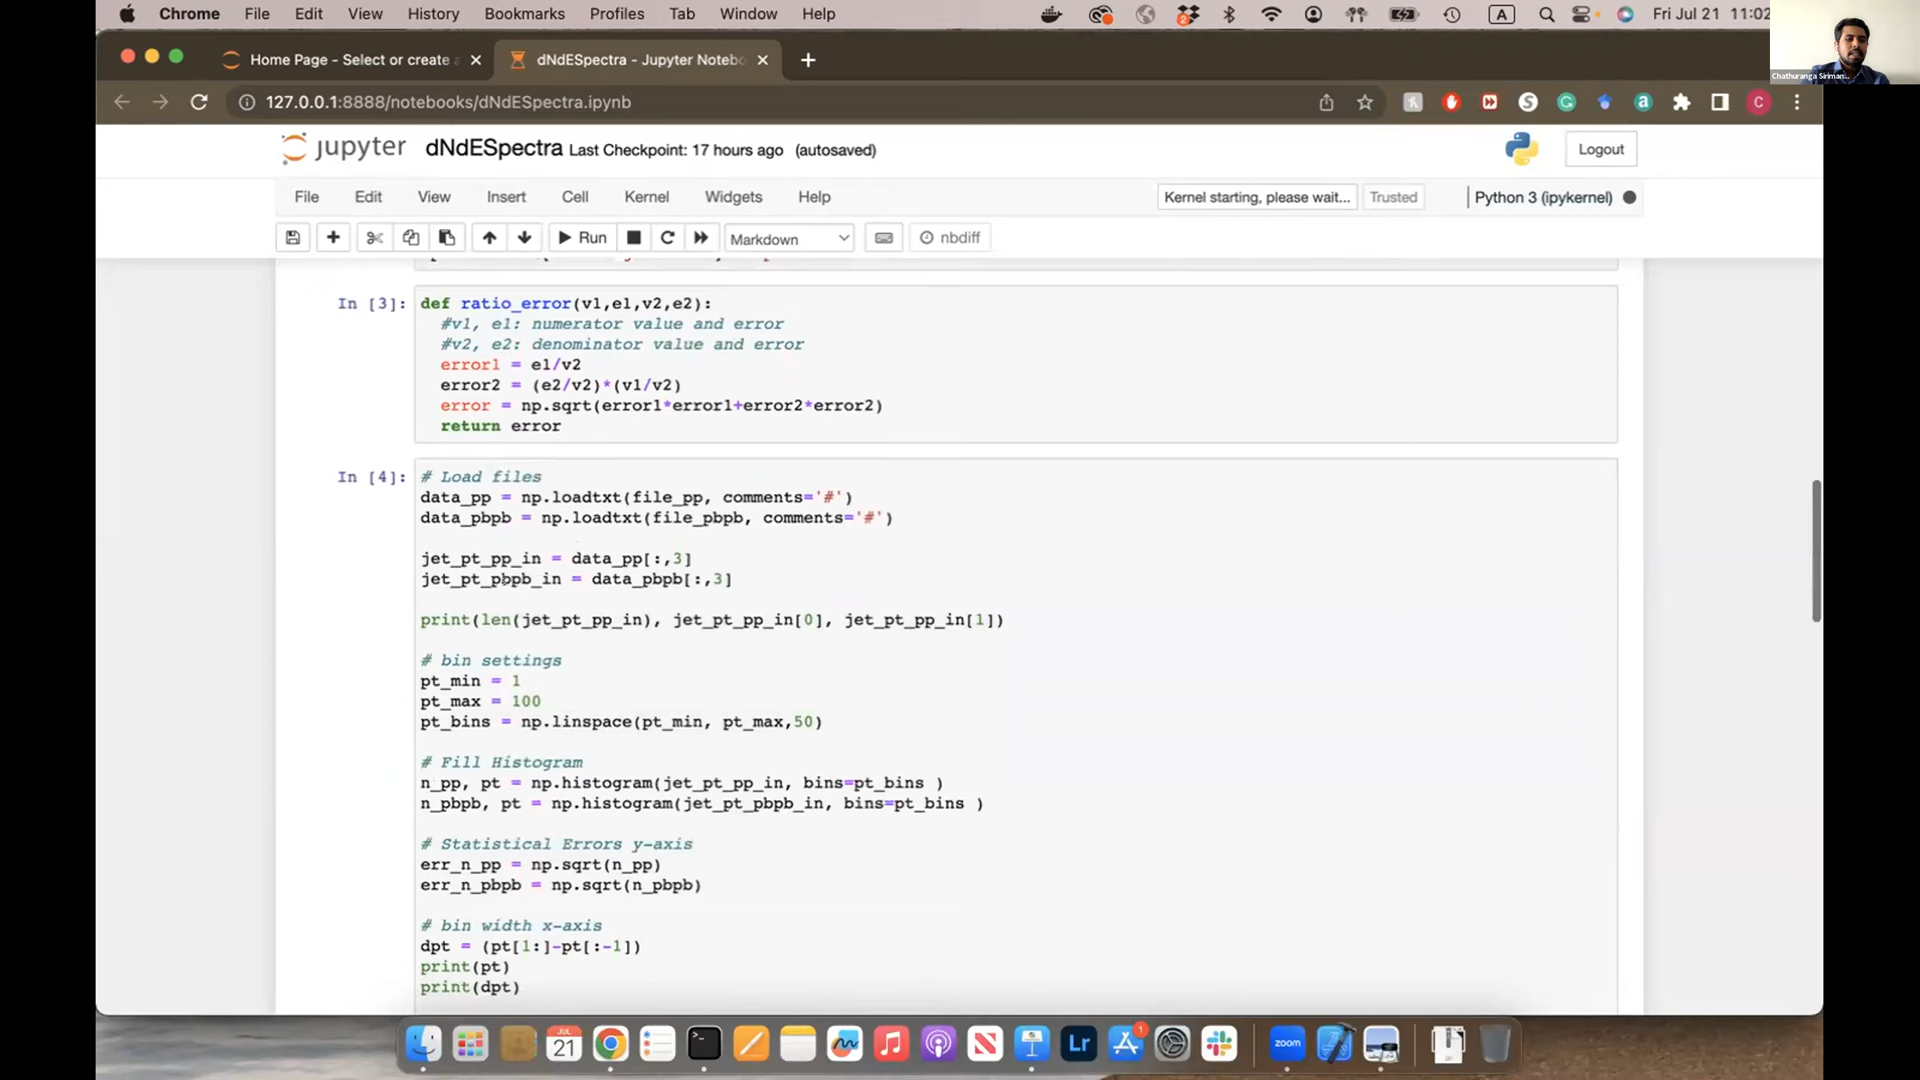 Chrome File Edit View History Bookmarks Profiles Tab Window Help
2 A Fri Jul 21 11:02
Chathuranga Siriman...
Home Page - Select or create a dNdESpectra - Jupyter Notebo
127.0.0.1:8888/notebooks/dNdESpectra.ipynb
C
jupyter dNdESpectra Last Checkpoint: 17 hours ago (autosaved)
Logout
File Edit View Insert Cell Kernel Widgets Help
Kernel starting, please wait... Trusted Python 3 (ipykernel)
Run Markdown nbdiff
In [3]: def ratio_error(v1,e1,v2,e2):
#v1, e1: numerator value and error
#v2, e2: denominator value and error
error1 = e1/v2
error2 = (e2/v2)*(v1/v2)
error = np.sqrt(error1*error1+error2*error2)
return error
In [4]: # Load files
data_pp = np.loadtxt(file_pp, comments='#')
data_pbpb = np.loadtxt(file_pbpb, comments='#')
jet_pt_pp_in = data_pp[:,3]
jet_pt_pbpb_in = data_pbpb[:,3]
print(len(jet_pt_pp_in), jet_pt_pp_in[0], jet_pt_pp_in[1])
# bin settings
pt_min = 1
pt_max = 100
pt_bins = np.linspace(pt_min, pt_max,50)
# Fill Histogram
n_pp, pt = np.histogram(jet_pt_pp_in, bins=pt_bins )
n_pbpb, pt = np.histogram(jet_pt_pbpb_in, bins=pt_bins )
# Statistical Errors y-axis
err_n_pp = np.sqrt(n_pp)
err_n_pbpb = np.sqrt(n_pbpb)
# bin width x-axis
dpt = (pt[1:]-pt[:-1])
print(pt)
print(dpt)
JUL
21
Lr
1
zoom